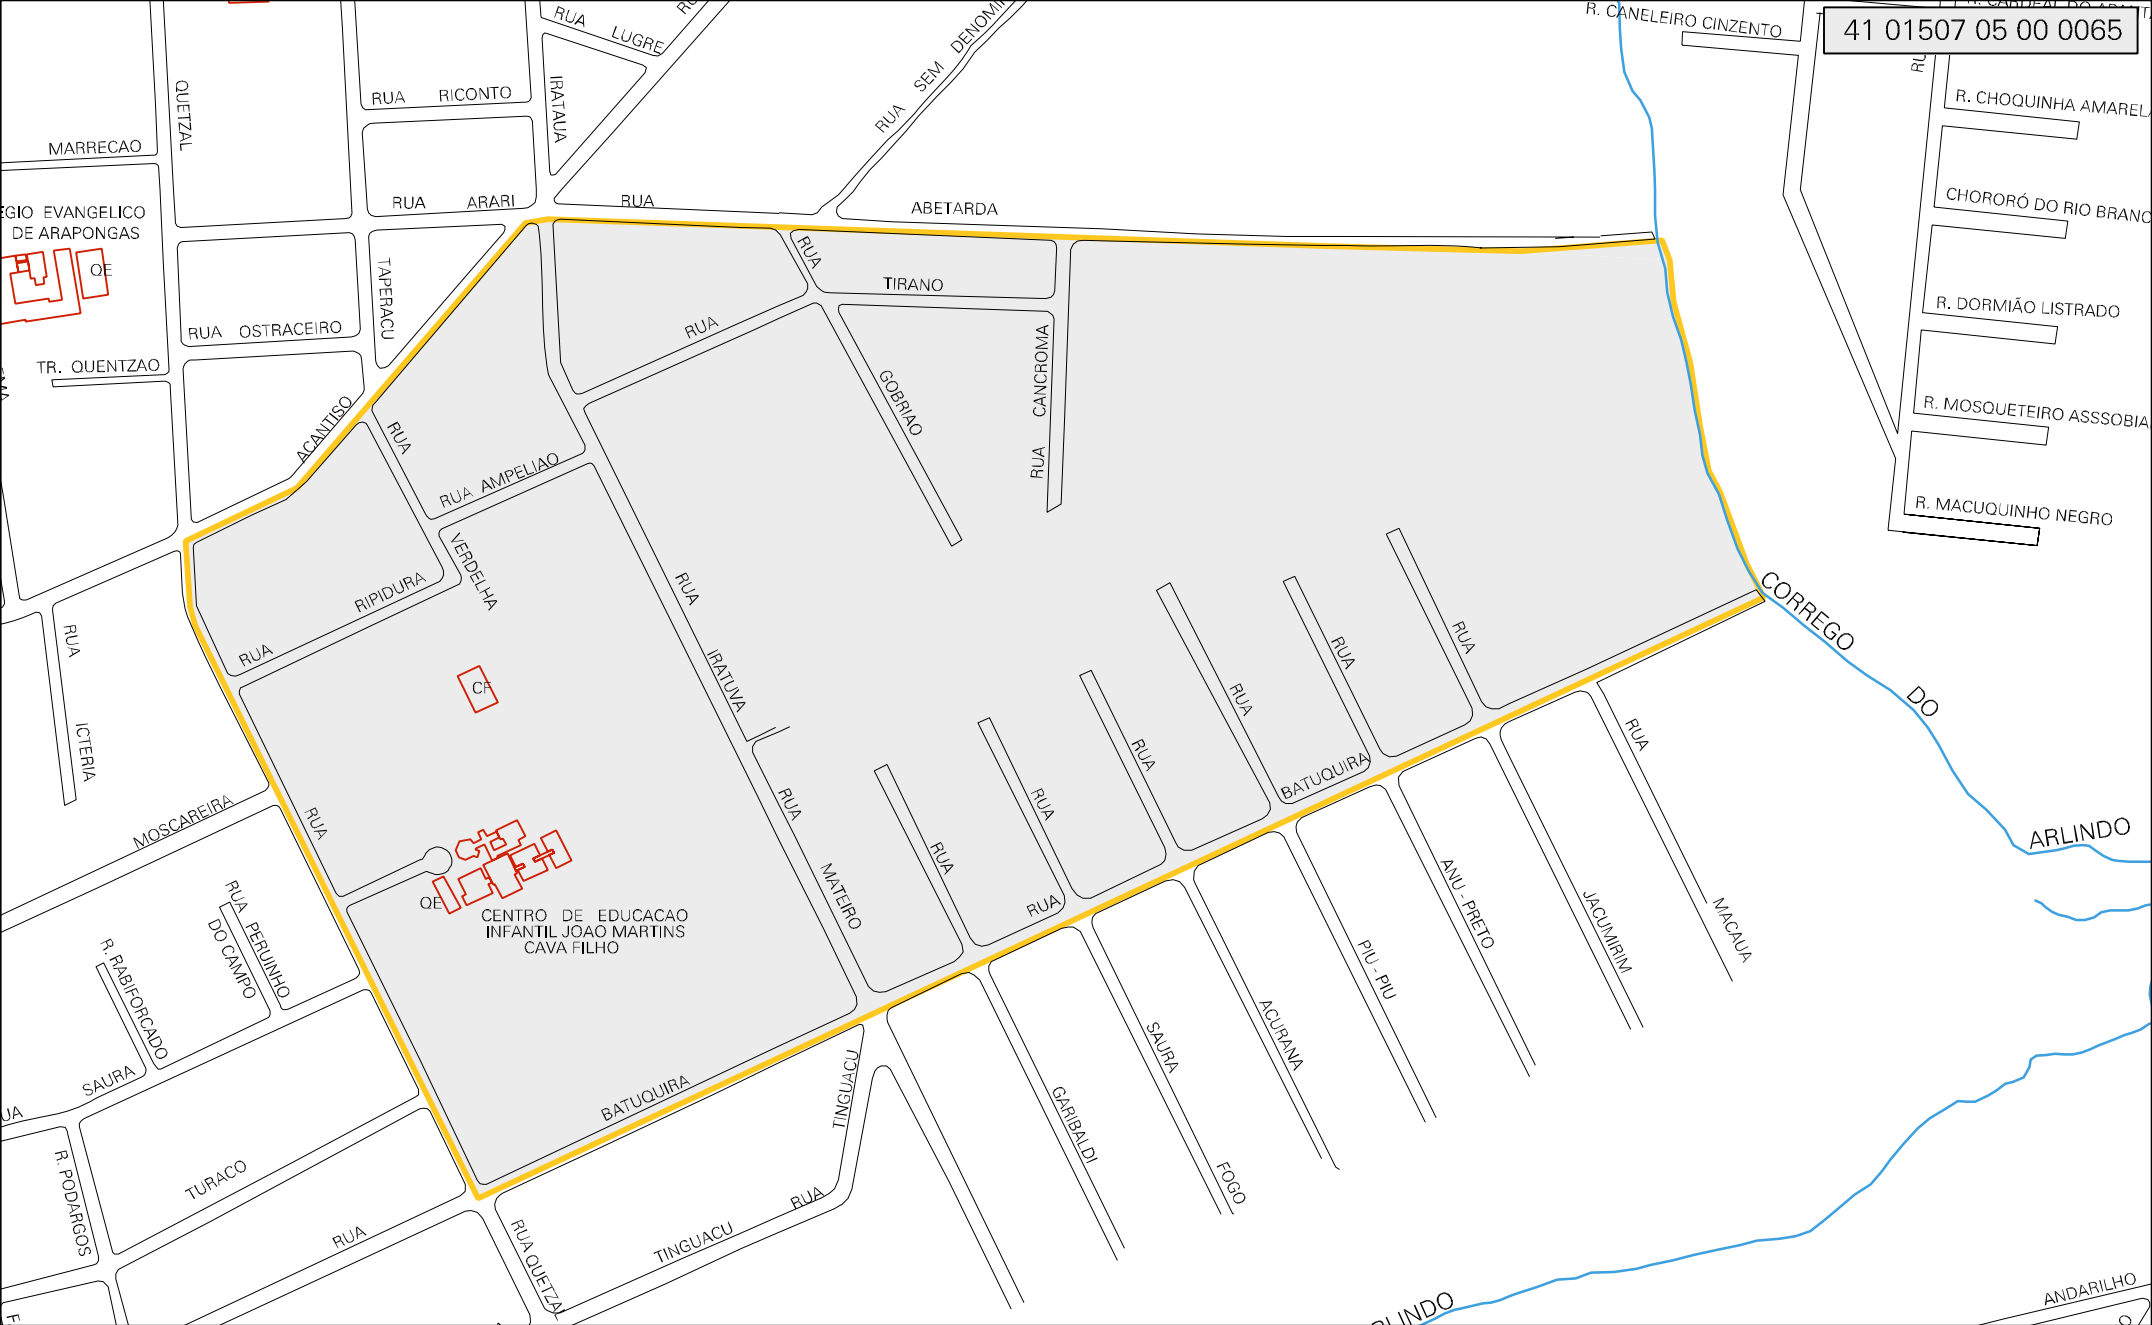 41 01507 05 00 0065
RUA
LUGRE
DENOMIN
SEM
RUA
R. CANELEIRO CINZENTO
QUETZAL
RUA RICONTO
IRATAUA
R. CHOQUINHA AMAREL
MARRECAO
RUA ARARI
RUA
ABETARDA
CHORORÓ DO RIO BRANC
EGIO EVANGELICO
DE ARAPONGAS
QE
TAPERACU
RUA
TIRANO
R. DORMIÃO LISTRADO
RUA OSTRACEIRO
RUA
TR. QUENTZAO
CANCROMA
RUA
GOBRIAO
R. MOSQUETEIRO ASSSOBIA
ACANTISO
RUA
RUA AMPELIAO
R. MACUQUINHO NEGRO
VERDELHA
RIPIDURA
RUA
RUA
IRATUVA
RUA
ICTERIA
CORREGO
DO
ARLINDO
CF
RUA
RUA
RUA
RUA
RUA
RUA
RUA
RUA
BATUQUIRA
MOSCAREIRA
RUA
RUA
MATEIRO
QE
CENTRO DE EDUCACAO
INFANTIL JOAO MARTINS
CAVA FILHO
RUA
RUA PERUINHO
DO CAMPO
R. RABIFORCADO
ANU - PRETO
JACUMIRIM
MACAUA
PIU - PIU
ACURANA
SAURA
FOGO
GARIBALDI
SAURA
UA
BATUQUIRA
TINGUACU
R. PODARGOS
TURACO
RUA
RUA QUETZAL
TINGUACU
RUA
RLINDO
ANDARILHO